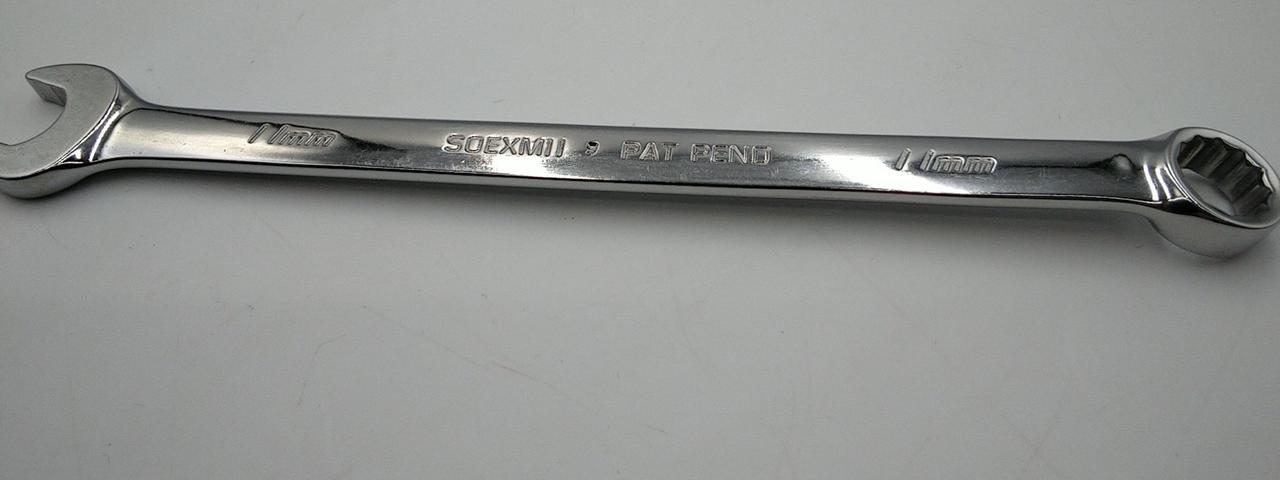 11mm SOEXM11 PAT PEND 11mm